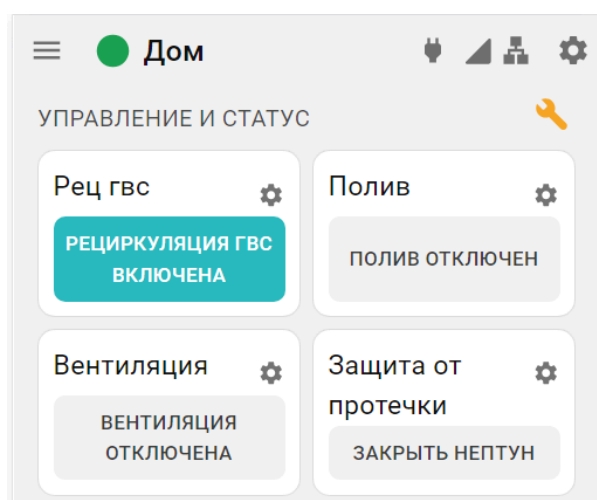 Дом
УПРАВЛЕНИЕ И СТАТУС
Рец гвс
РЕЦИРКУЛЯЦИЯ ГВС
ВКЛЮЧЕНА
Полив
ПОЛИВ ОТКЛЮЧЕН
Вентиляция
ВЕНТИЛЯЦИЯ
ОТКЛЮЧЕНА
Защита от
протечки
ЗАКРЫТЬ НЕПТУН